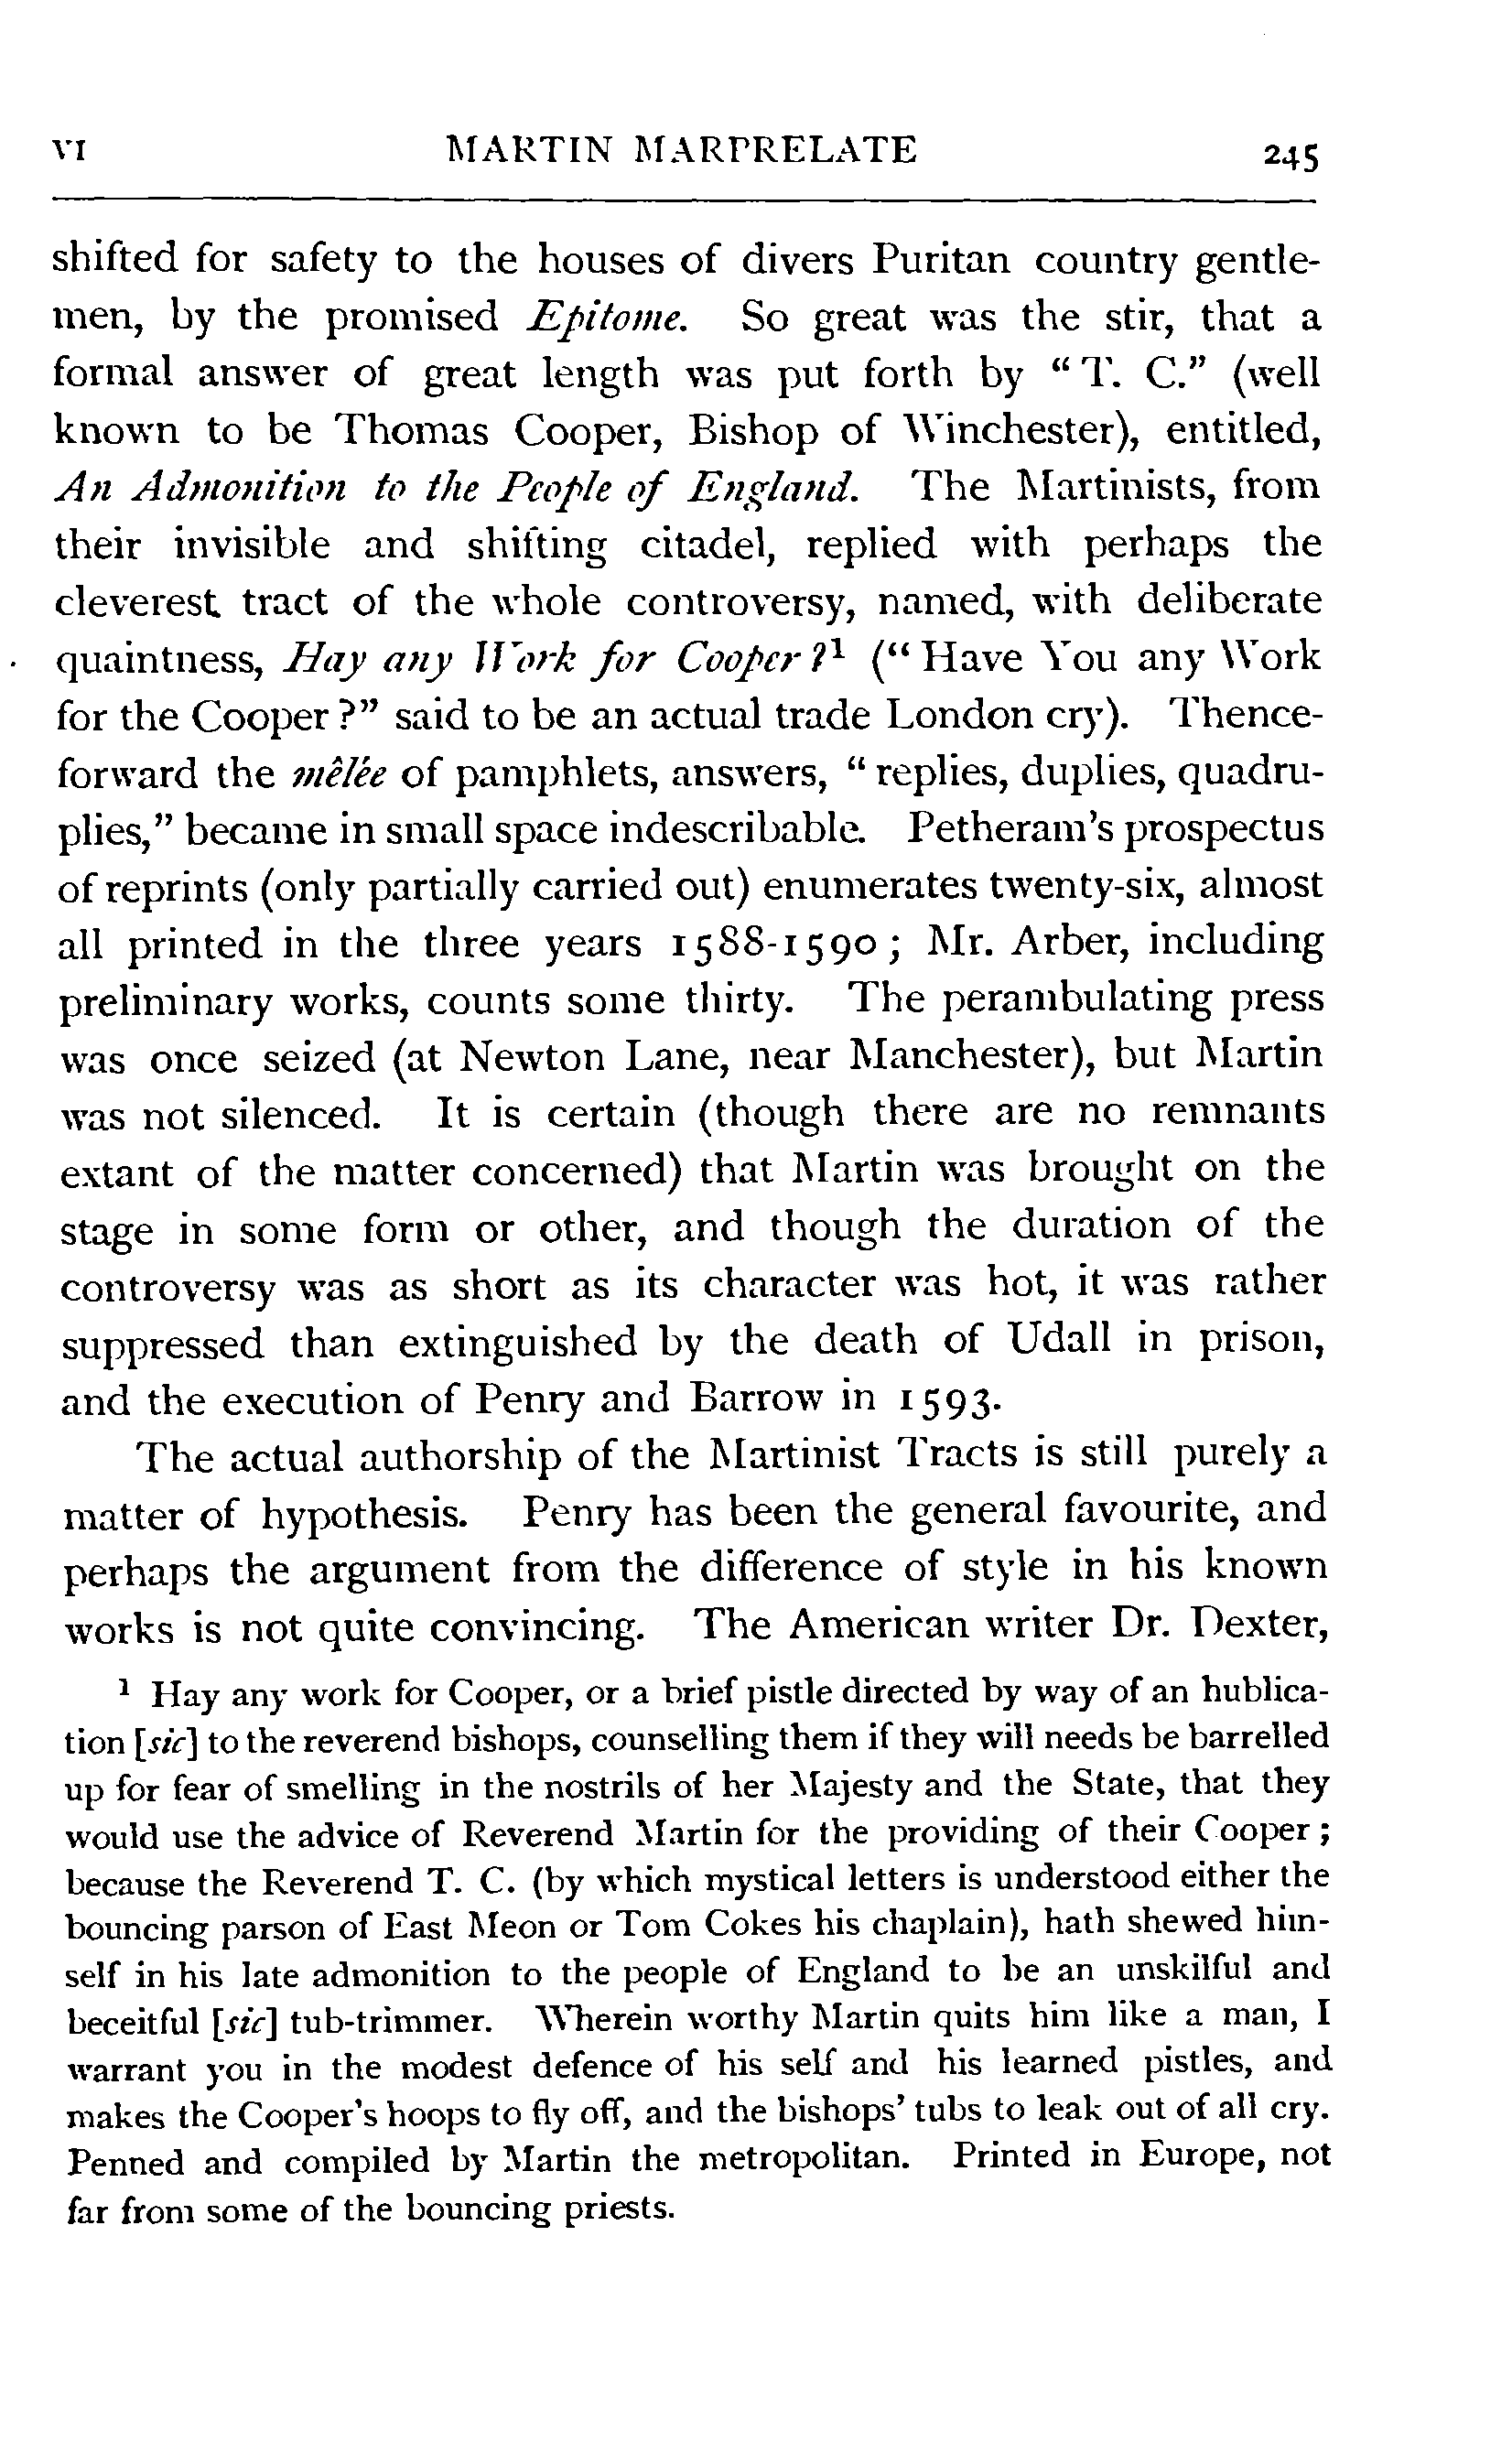 VI MARTIN MARPRELATE 245
shifted for safety to the houses of divers Puritan country gentle-
men, by the promised Epitome. So great was the stir, that a
formal answer of great length was put forth by “T. C.” (well
known to be Thomas Cooper, Bishop of Winchester), entitled,
An Admonition to the People of England. The Martinists, from
their invisible and shifting citadel, replied with perhaps the
cleverest tract of the whole controversy, named, with deliberate
quaintness, Hay any Work for Cooper?¹ (“Have You any Work
for the Cooper?” said to be an actual trade London cry). Thence-
forward the mêlée of pamphlets, answers, “replies, duplies, quadru-
plies,” became in small space indescribable. Petheram's prospectus
of reprints (only partially carried out) enumerates twenty-six, almost
all printed in the three years 1588-1590; Mr. Arber, including
preliminary works, counts some thirty. The perambulating press
was once seized (at Newton Lane, near Manchester), but Martin
was not silenced. It is certain (though there are no remnants
extant of the matter concerned) that Martin was brought on the
stage in some form or other, and though the duration of the
controversy was as short as its character was hot, it was rather
suppressed than extinguished by the death of Udall in prison,
and the execution of Penry and Barrow in 1593.
The actual authorship of the Martinist Tracts is still purely a
matter of hypothesis. Penry has been the general favourite, and
perhaps the argument from the difference of style in his known
works is not quite convincing. The American writer Dr. Dexter,
¹ Hay any work for Cooper, or a brief pistle directed by way of an hublica-
tion [sic] to the reverend bishops, counselling them if they will needs be barrelled
up for fear of smelling in the nostrils of her Majesty and the State, that they
would use the advice of Reverend Martin for the providing of their Cooper;
because the Reverend T. C. (by which mystical letters is understood either the
bouncing parson of East Meon or Tom Cokes his chaplain), hath shewed him-
self in his late admonition to the people of England to be an unskilful and
beceitful [sic] tub-trimmer. Wherein worthy Martin quits him like a man, I
warrant you in the modest defence of his self and his learned pistles, and
makes the Cooper's hoops to fly off, and the bishops' tubs to leak out of all cry.
Penned and compiled by Martin the metropolitan. Printed in Europe, not
far from some of the bouncing priests.